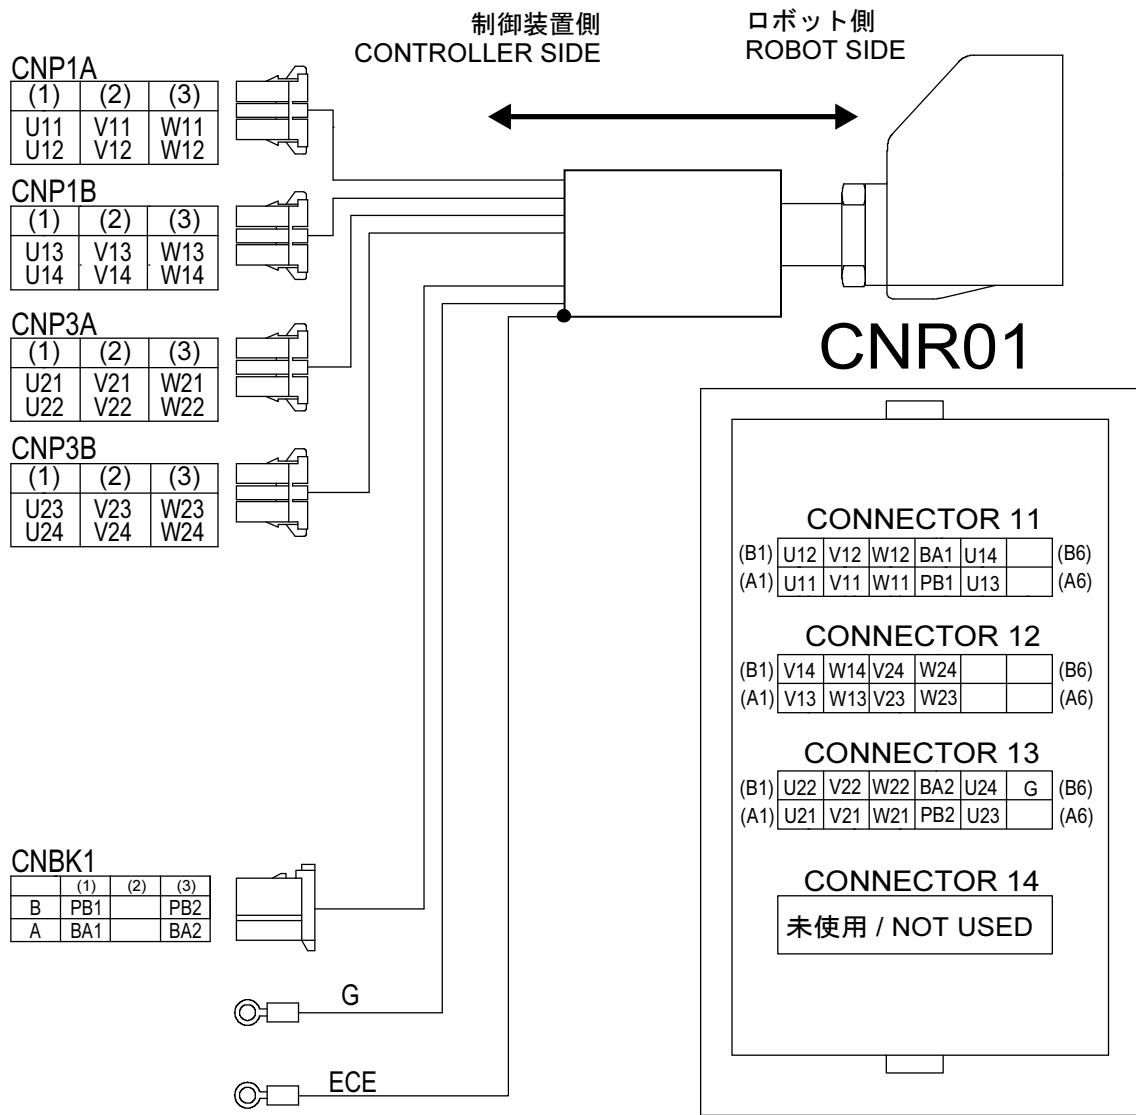 制御装置側
CONTROLLER SIDE
ロボット側
ROBOT SIDE
CNP1A
(1) (2) (3)
U11 V11 W11
U12 V12 W12
CNP1B
(1) (2) (3)
U13 V13 W13
U14 V14 W14
CNP3A
(1) (2) (3)
U21 V21 W21
U22 V22 W22
CNP3B
(1) (2) (3)
U23 V23 W23
U24 V24 W24
CNBK1
(1) (2) (3)
B PB1 PB2
A BA1 BA2
G
ECE
CNR01
CONNECTOR 11
(B1) U12 V12 W12 BA1 U14 (B6)
(A1) U11 V11 W11 PB1 U13 (A6)
CONNECTOR 12
(B1) V14 W14 V24 W24 (B6)
(A1) V13 W13 V23 W23 (A6)
CONNECTOR 13
(B1) U22 V22 W22 BA2 U24 G (B6)
(A1) U21 V21 W21 PB2 U23 (A6)
CONNECTOR 14
未使用 / NOT USED